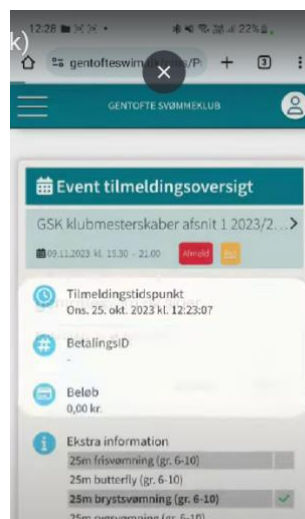 12:28
22%
k)
gentofteswim
3
GENTOFTE SVØMMEKLUB
Event tilmeldingsoversigt
GSK klubmesterskaber afsnit 1 2023/2...
09.11.2023 kl. 15.30 - 21.00 Afmeld
Tilmeldingstidspunkt
Ons. 25. okt. 2023 kl. 12:23:07
BetalingsID
-
Beløb
0,00 kr.
Ekstra information
25m frisvømning (gr. 6-10)
25m butterfly (gr. 6-10)
25m brystsvømning (gr. 6-10)